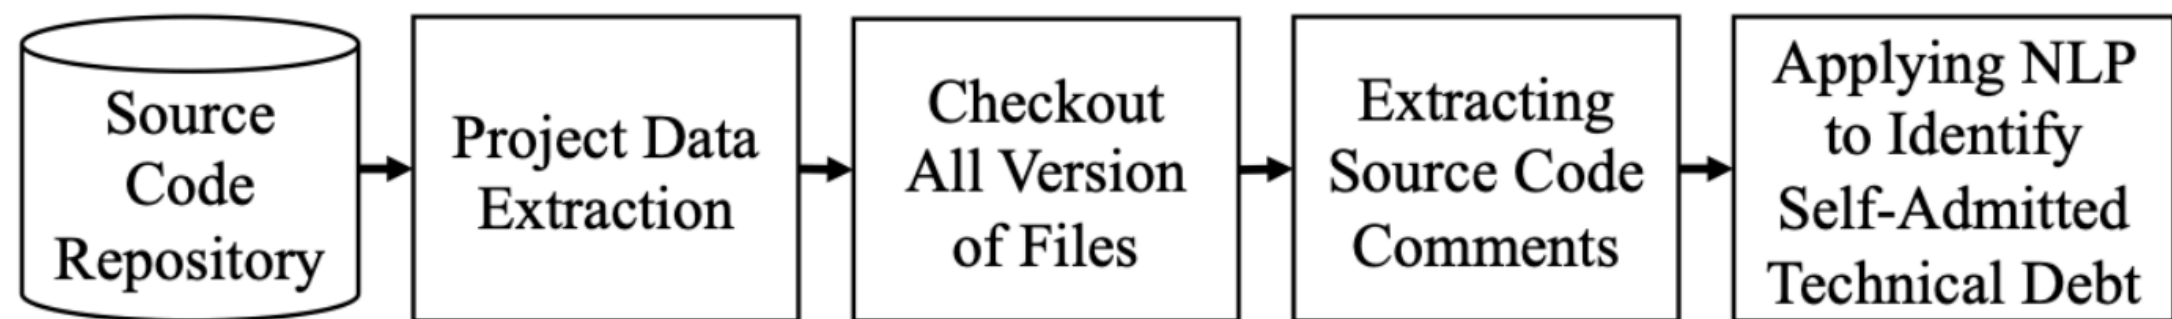 Source
Code
Repository
Project Data
Extraction
Checkout
All Version
of Files
Extracting
Source Code
Comments
Applying NLP
to Identify
Self-Admitted
Technical Debt